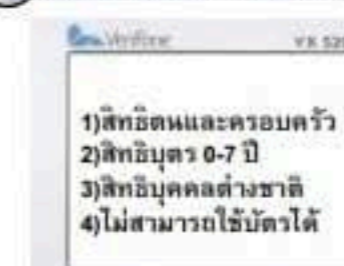 Verifone
VX 520
1)สิทธิตนและครอบครัว
2)สิทธิบุตร 0-7 ปี
3)สิทธิบุคคลต่างชาติ
4)ไม่สามารถใช้บัตรได้